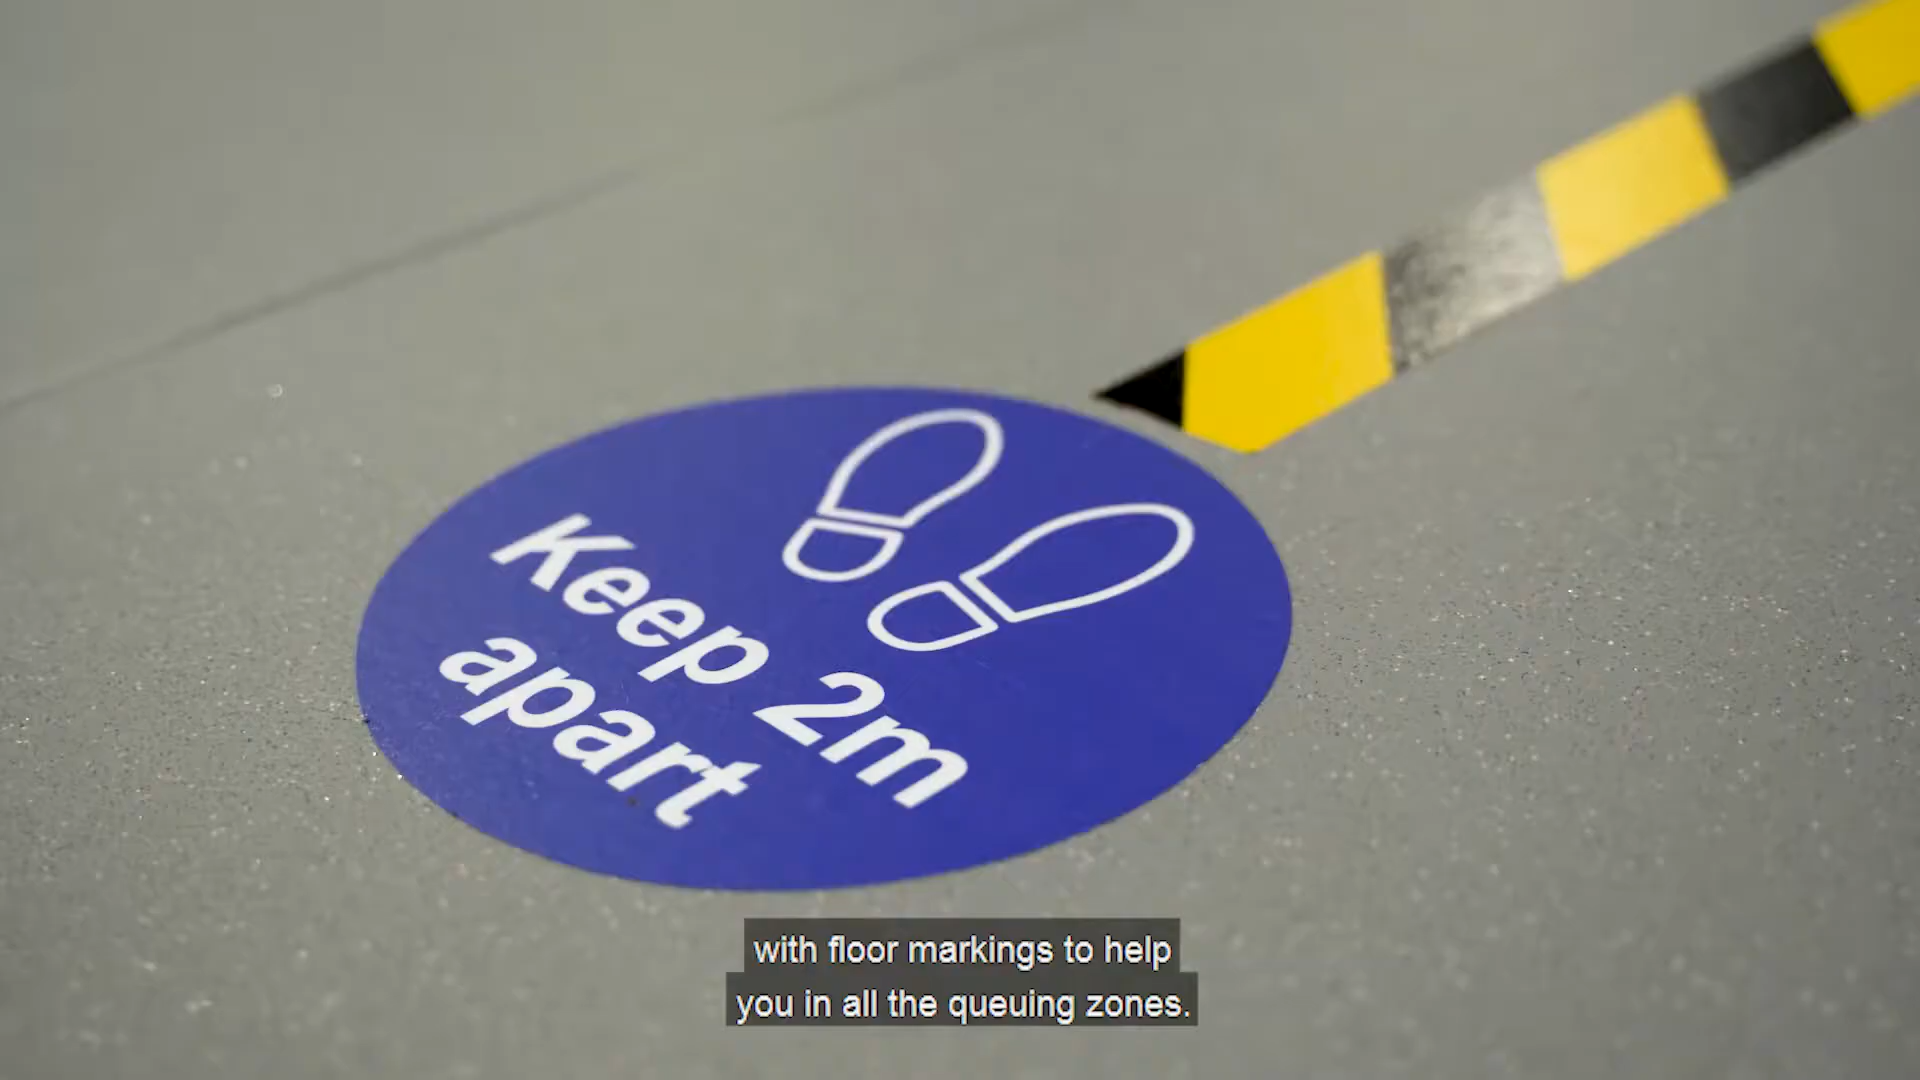 Keep 2m
apart
with floor markings to help
you in all the queuing zones.